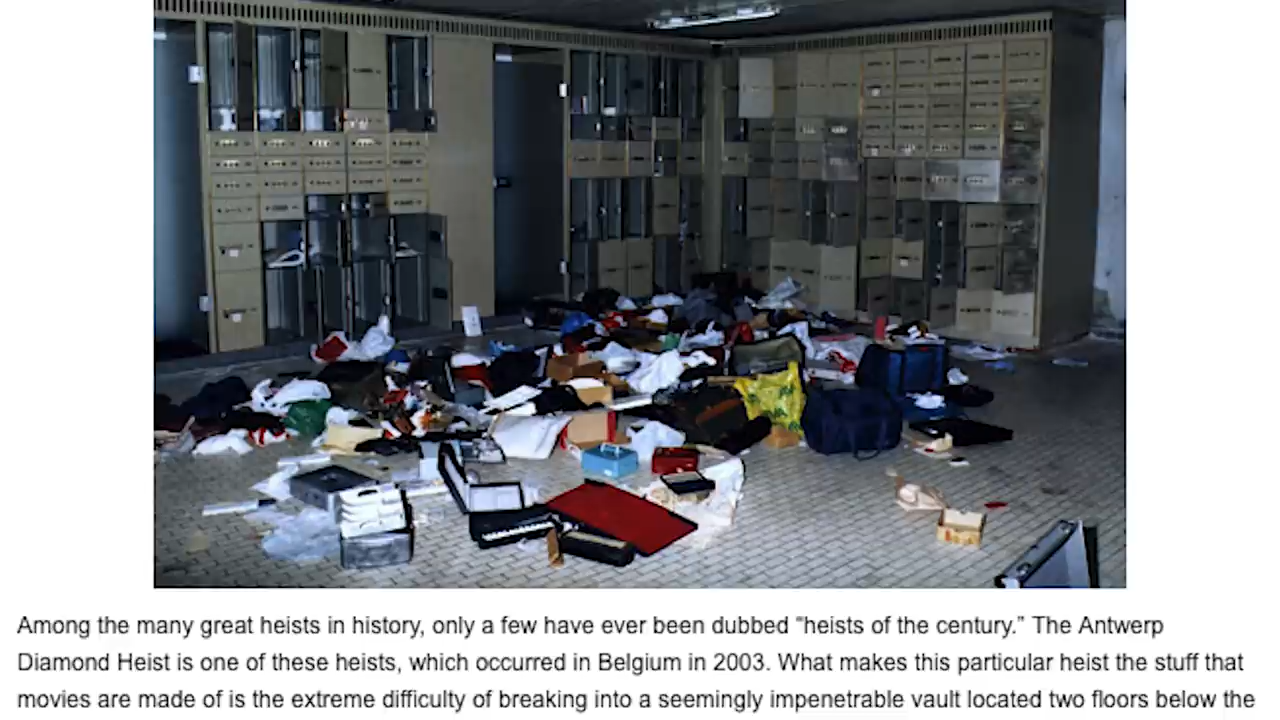 Among the many great heists in history, only a few have ever been dubbed “heists of the century.” The Antwerp
Diamond Heist is one of these heists, which occurred in Belgium in 2003. What makes this particular heist the stuff that
movies are made of is the extreme difficulty of breaking into a seemingly impenetrable vault located two floors below the